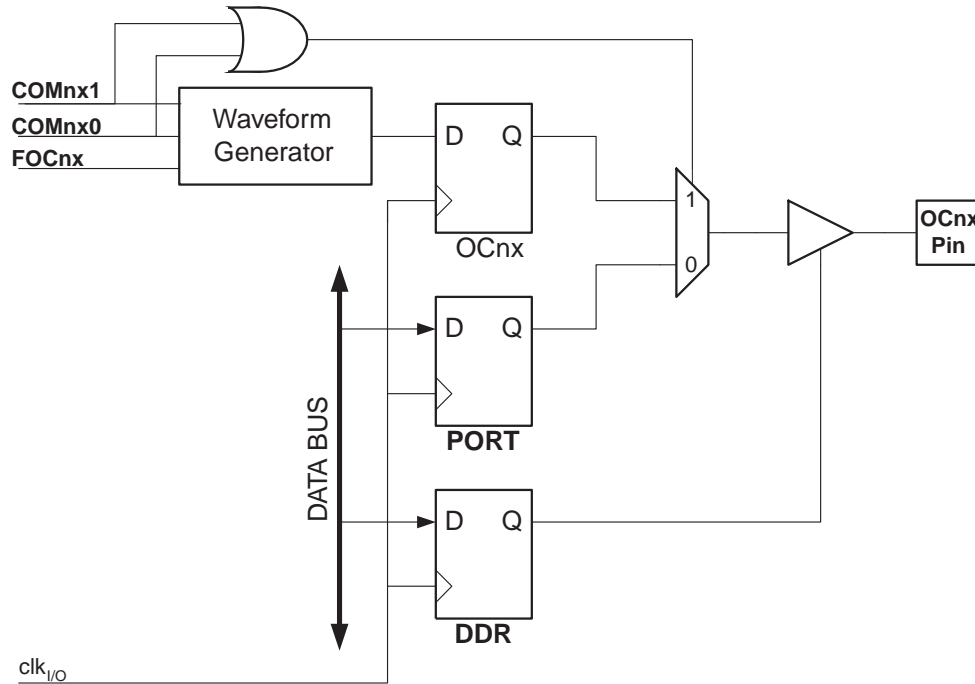 COMnx1
COMnx0
FOCnx
Waveform
Generator
D Q
OCnx
1
0
OCnx
Pin
D Q
PORT
DATA BUS
D Q
DDR
clkI/O